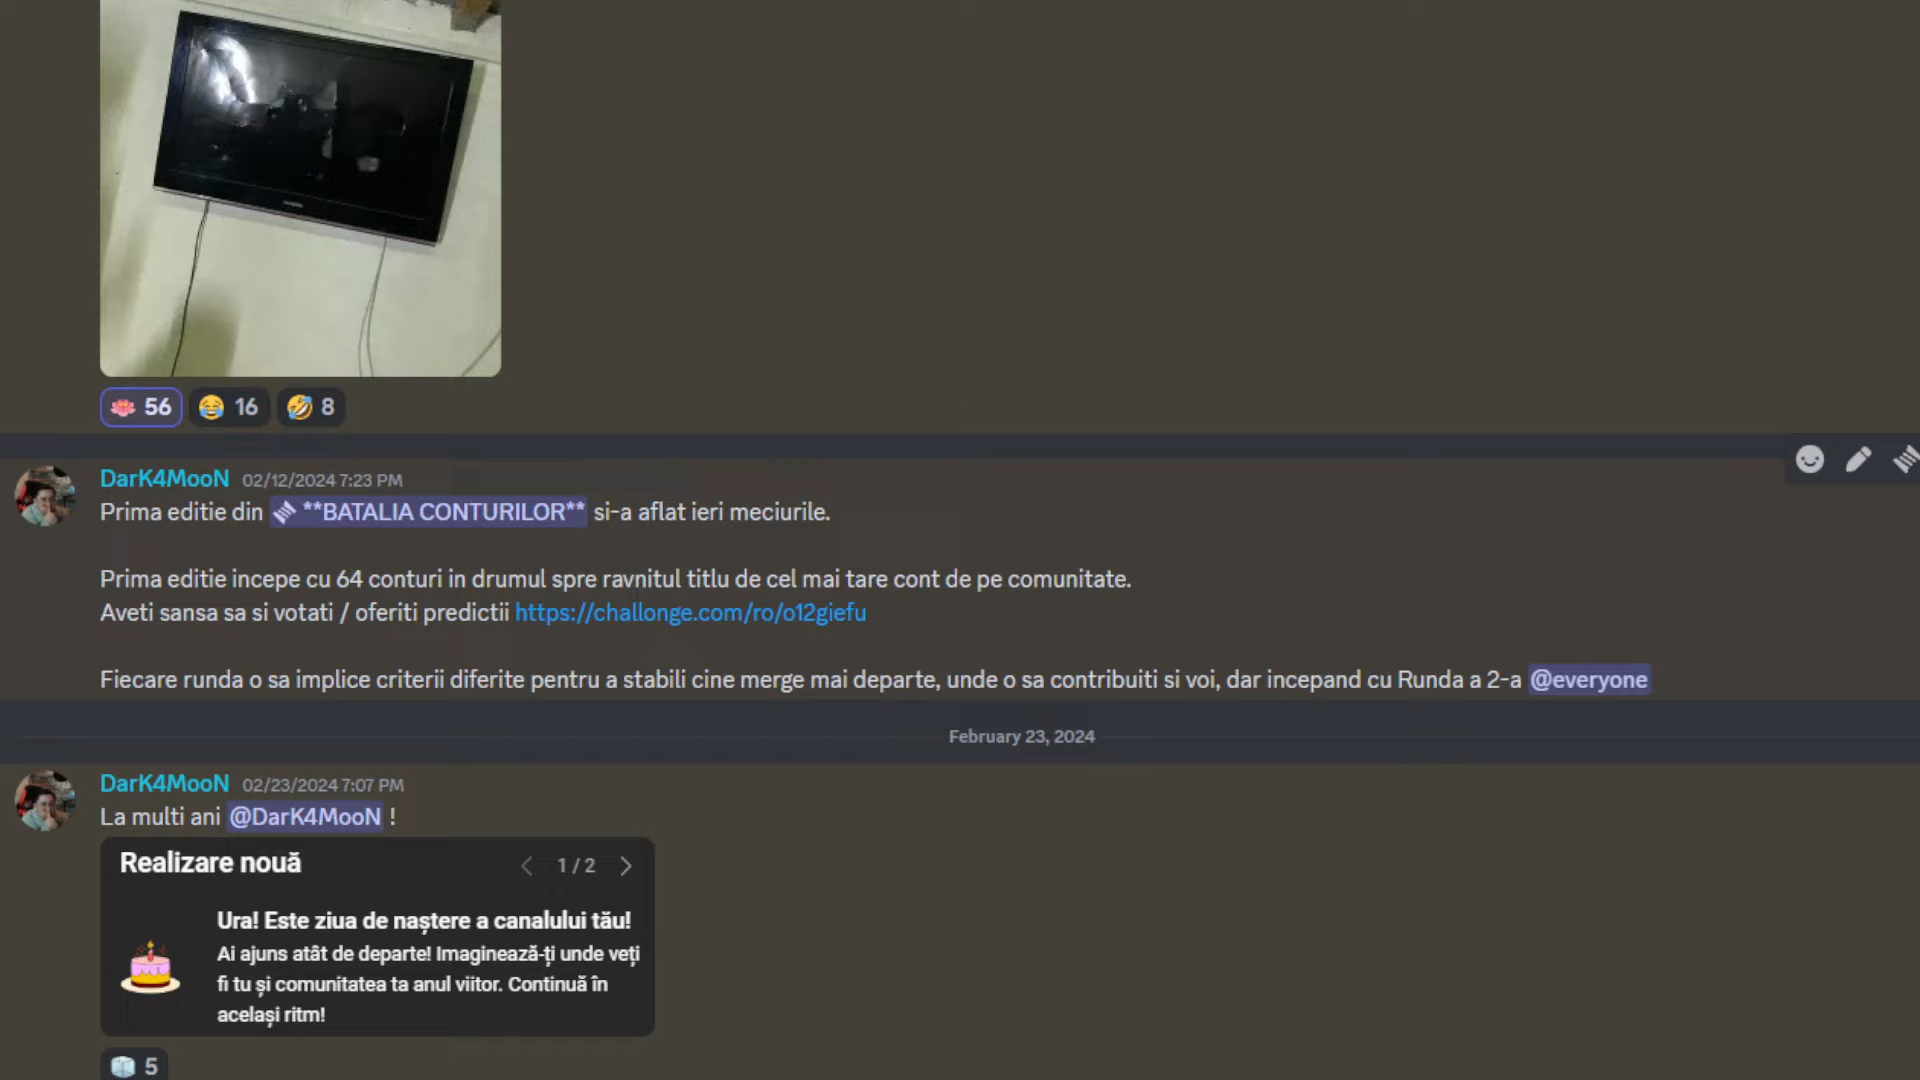 56 16 8
DarK4MooN 02/12/2024 7:23 PM
Prima editie din **BATALIA CONTURILOR** si-a aflat ieri meciurile.
Prima editie incepe cu 64 conturi in drumul spre ravnitul titlu de cel mai tare cont de pe comunitate.
Aveti sansa sa si votati / oferiti predictii https://challonge.com/ro/o12giefu
Fiecare runda o sa implice criterii diferite pentru a stabili cine merge mai departe, unde o sa contribuiti si voi, dar incepand cu Runda a 2-a @everyone
February 23, 2024
DarK4MooN 02/23/2024 7:07 PM
La multi ani @DarK4MooN !
Realizare nouă 1 / 2
Ura! Este ziua de naștere a canalului tău!
Ai ajuns atât de departe! Imaginează-ți unde veți
fi tu și comunitatea ta anul viitor. Continuă în
același ritm!
5